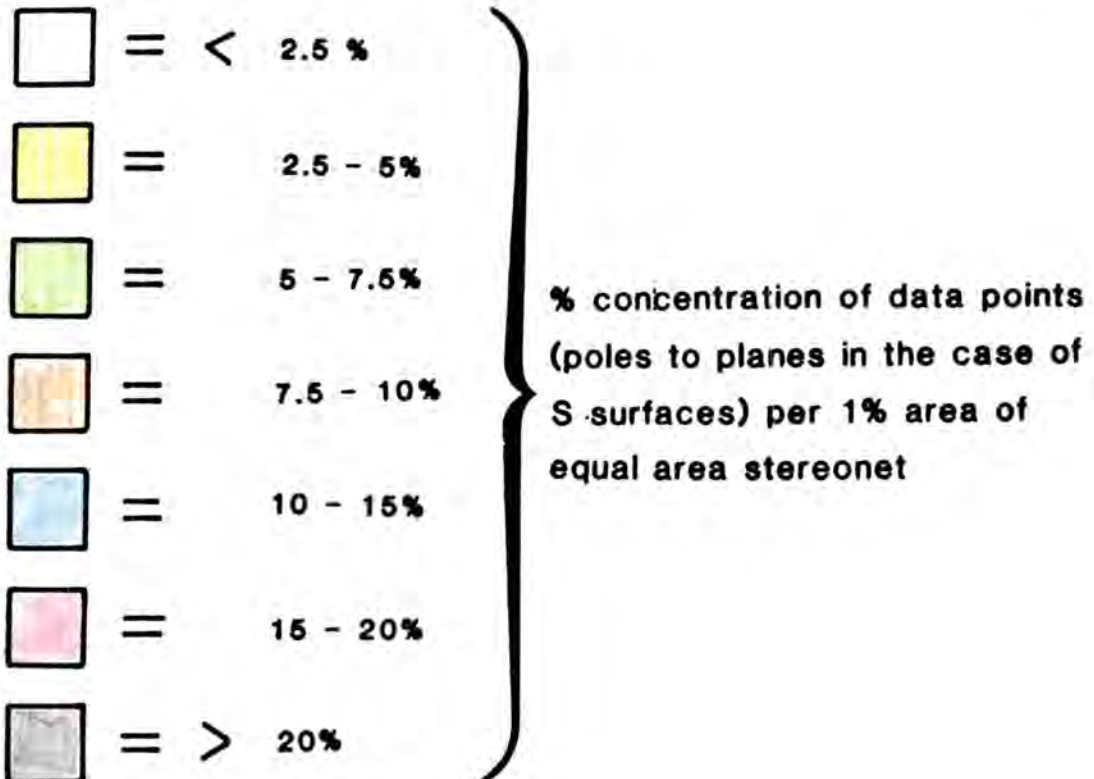 = < 2.5 %
= 2.5 - 5%
= 5 - 7.5%
= 7.5 - 10%
= 10 - 15%
= 15 - 20%
= > 20%
% concentration of data points
(poles to planes in the case of
S surfaces) per 1% area of
equal area stereonet